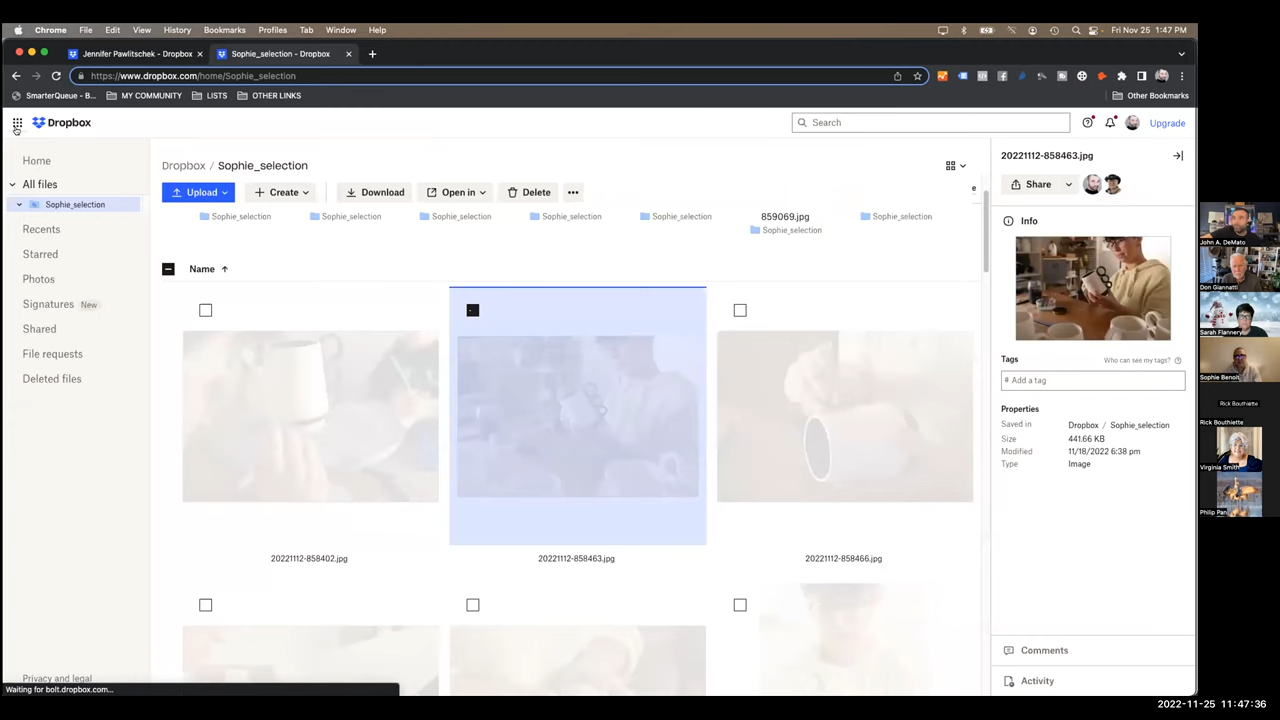 Chrome File Edit View History Bookmarks Profiles Tab Window Help Fri Nov 25 1:47 PM
Jennifer Pawlitschek - Dropbox Sophie_selection - Dropbox
https://www.dropbox.com/home/Sophie_selection
SmarterQueue - B... MY COMMUNITY LISTS OTHER LINKS Other Bookmarks
Dropbox Search Upgrade
Home
All files
Sophie_selection
Recents
Starred
Photos
Signatures New
Shared
File requests
Deleted files
Privacy and legal
Waiting for bolt.dropbox.com...
Dropbox / Sophie_selection
Upload Create Download Open in Delete
e
Sophie_selection Sophie_selection Sophie_selection Sophie_selection Sophie_selection 859069.jpg Sophie_selection
Sophie_selection
Name
20221112-858402.jpg 20221112-858463.jpg 20221112-858466.jpg
20221112-858463.jpg
Share
Info
Tags Who can see my tags?
# Add a tag
Properties
Saved in Dropbox / Sophie_selection
Size 441.66 KB
Modified 11/18/2022 6:38 pm
Type Image
Comments
Activity
John A. DeMato
Don Giannatti
Sarah Flannery
Sophie Benoit
Rick Bouthiette
Rick Bouthiette
Virginia Smith
Philip Pan
2022-11-25 11:47:36